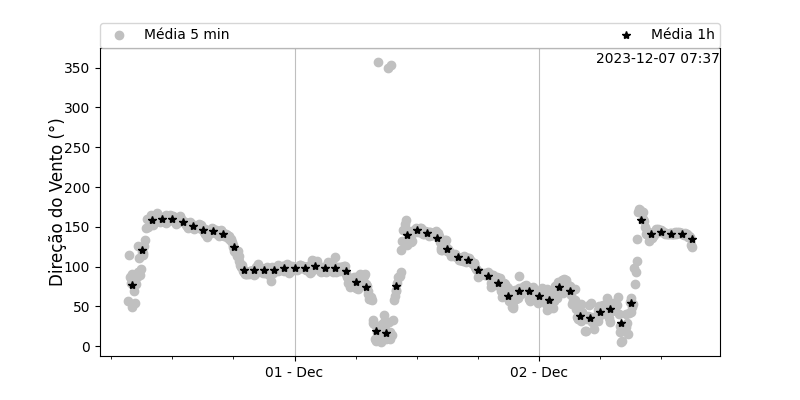 Média 5 min
Média 1h
2023-12-07 07:37
Direção do Vento (°)
350
300
250
200
150
100
50
0
01 - Dec
02 - Dec